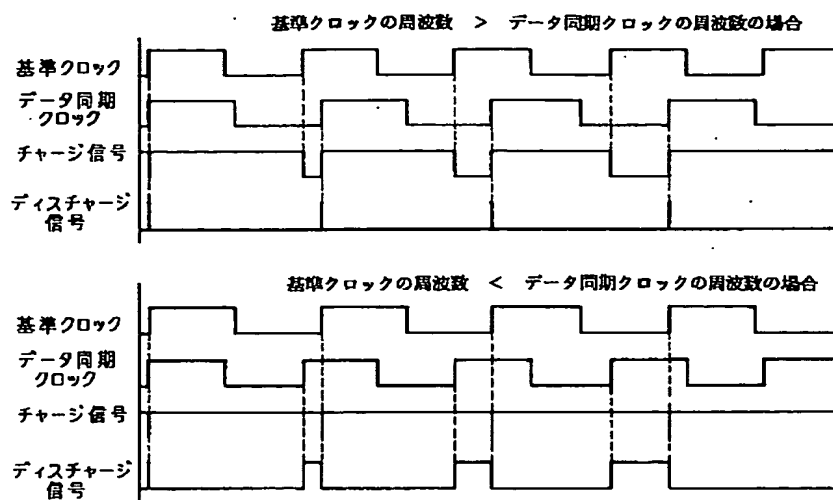 基準クロックの周波数 > データ同期クロックの周波数の場合
基準クロック
データ同期
クロック
チャージ信号
ディスチャージ
信号
基準クロックの周波数 < データ同期クロックの周波数の場合
基準クロック
データ同期
クロック
チャージ信号
ディスチャージ
信号